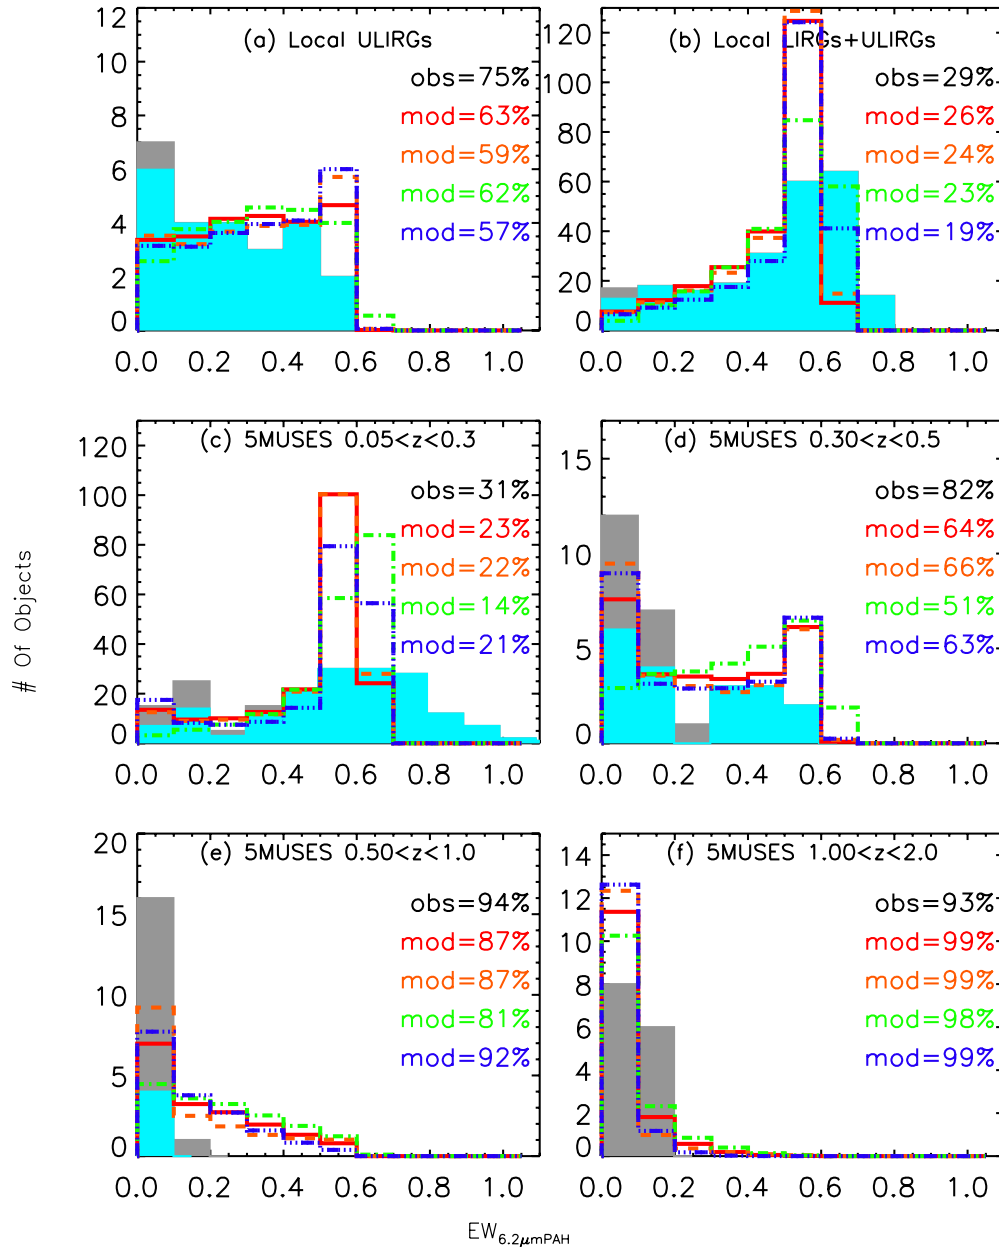 (a) Local ULIRGs
12
10
8
6
4
2
0
obs=75%
mod=63%
mod=59%
mod=62%
mod=57%
0.0 0.2 0.4 0.6 0.8 1.0
(b) Local LIRGs+ULIRGs
120
100
80
60
40
20
0
obs=29%
mod=26%
mod=24%
mod=23%
mod=19%
0.0 0.2 0.4 0.6 0.8 1.0
(c) 5MUSES 0.05<z<0.3
120
100
80
60
40
20
0
obs=31%
mod=23%
mod=22%
mod=14%
mod=21%
0.0 0.2 0.4 0.6 0.8 1.0
(d) 5MUSES 0.30<z<0.5
15
10
5
0
obs=82%
mod=64%
mod=66%
mod=51%
mod=63%
0.0 0.2 0.4 0.6 0.8 1.0
# Of Objects
(e) 5MUSES 0.50<z<1.0
20
15
10
5
0
obs=94%
mod=87%
mod=87%
mod=81%
mod=92%
0.0 0.2 0.4 0.6 0.8 1.0
(f) 5MUSES 1.00<z<2.0
14
12
10
8
6
4
2
0
obs=93%
mod=99%
mod=99%
mod=98%
mod=99%
0.0 0.2 0.4 0.6 0.8 1.0
EW6.2μmPAH